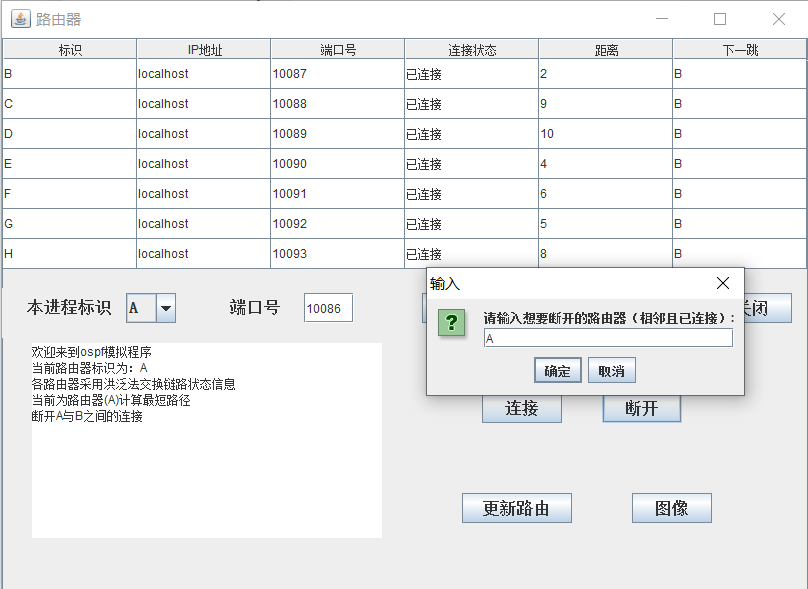 路由器
标识 IP地址 端口号 连接状态 距离 下一跳
B localhost 10087 已连接 2 B
C localhost 10088 已连接 9 B
D localhost 10089 已连接 10 B
E localhost 10090 已连接 4 B
F localhost 10091 已连接 6 B
G localhost 10092 已连接 5 B
H localhost 10093 已连接 8 B
输入
本进程标识 A 端口号 10086 闭
? 请输入想要断开的路由器（相邻且已连接）:
A
确定 取消
欢迎来到ospf模拟程序
当前路由器标识为：A
各路由器采用洪泛法交换链路状态信息
当前为路由器(A)计算最短路径
断开A与B之间的连接
连接 断开
更新路由 图像